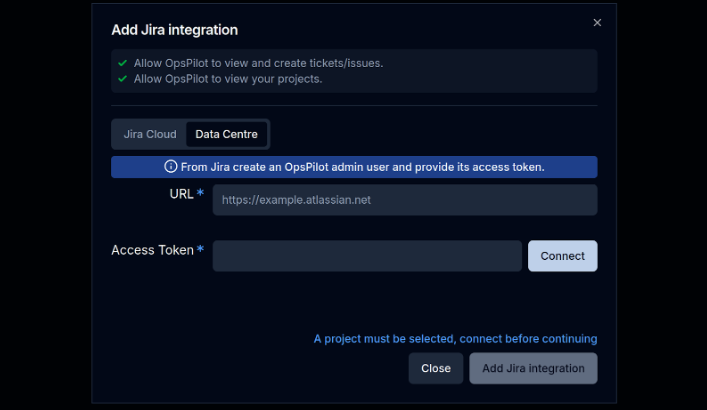 Add Jira integration
Allow OpsPilot to view and create tickets/issues.
Allow OpsPilot to view your projects.
Jira Cloud Data Centre
From Jira create an OpsPilot admin user and provide its access token.
URL *
https://example.atlassian.net
Access Token *
Connect
A project must be selected, connect before continuing
Close Add Jira integration